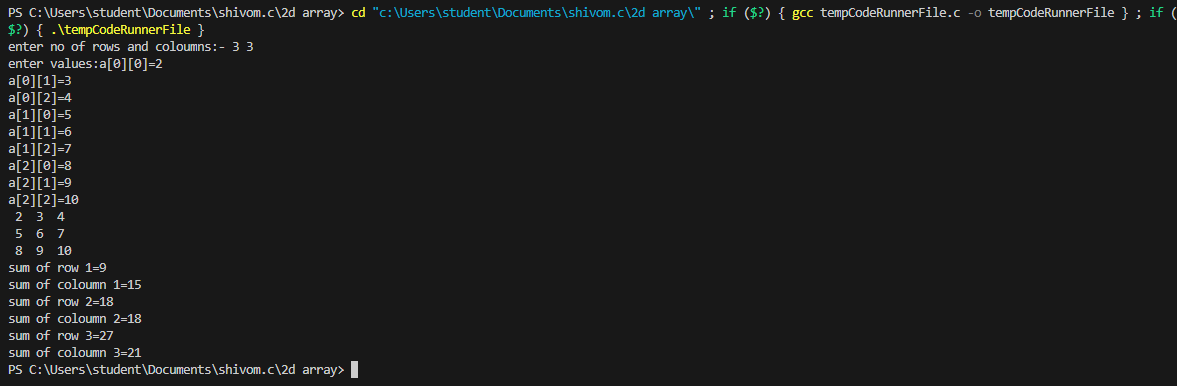 PS C:\Users\student\Documents\shivom.c\2d array> cd "c:\Users\student\Documents\shivom.c\2d array\" ; if ($?) { gcc tempCodeRunnerFile.c -o tempCodeRunnerFile } ; if (
$?) { .\tempCodeRunnerFile }
enter no of rows and coloumns:- 3 3
enter values:a[0][0]=2
a[0][1]=3
a[0][2]=4
a[1][0]=5
a[1][1]=6
a[1][2]=7
a[2][0]=8
a[2][1]=9
a[2][2]=10
 2  3  4
 5  6  7
 8  9  10
sum of row 1=9
sum of coloumn 1=15
sum of row 2=18
sum of coloumn 2=18
sum of row 3=27
sum of coloumn 3=21
PS C:\Users\student\Documents\shivom.c\2d array>